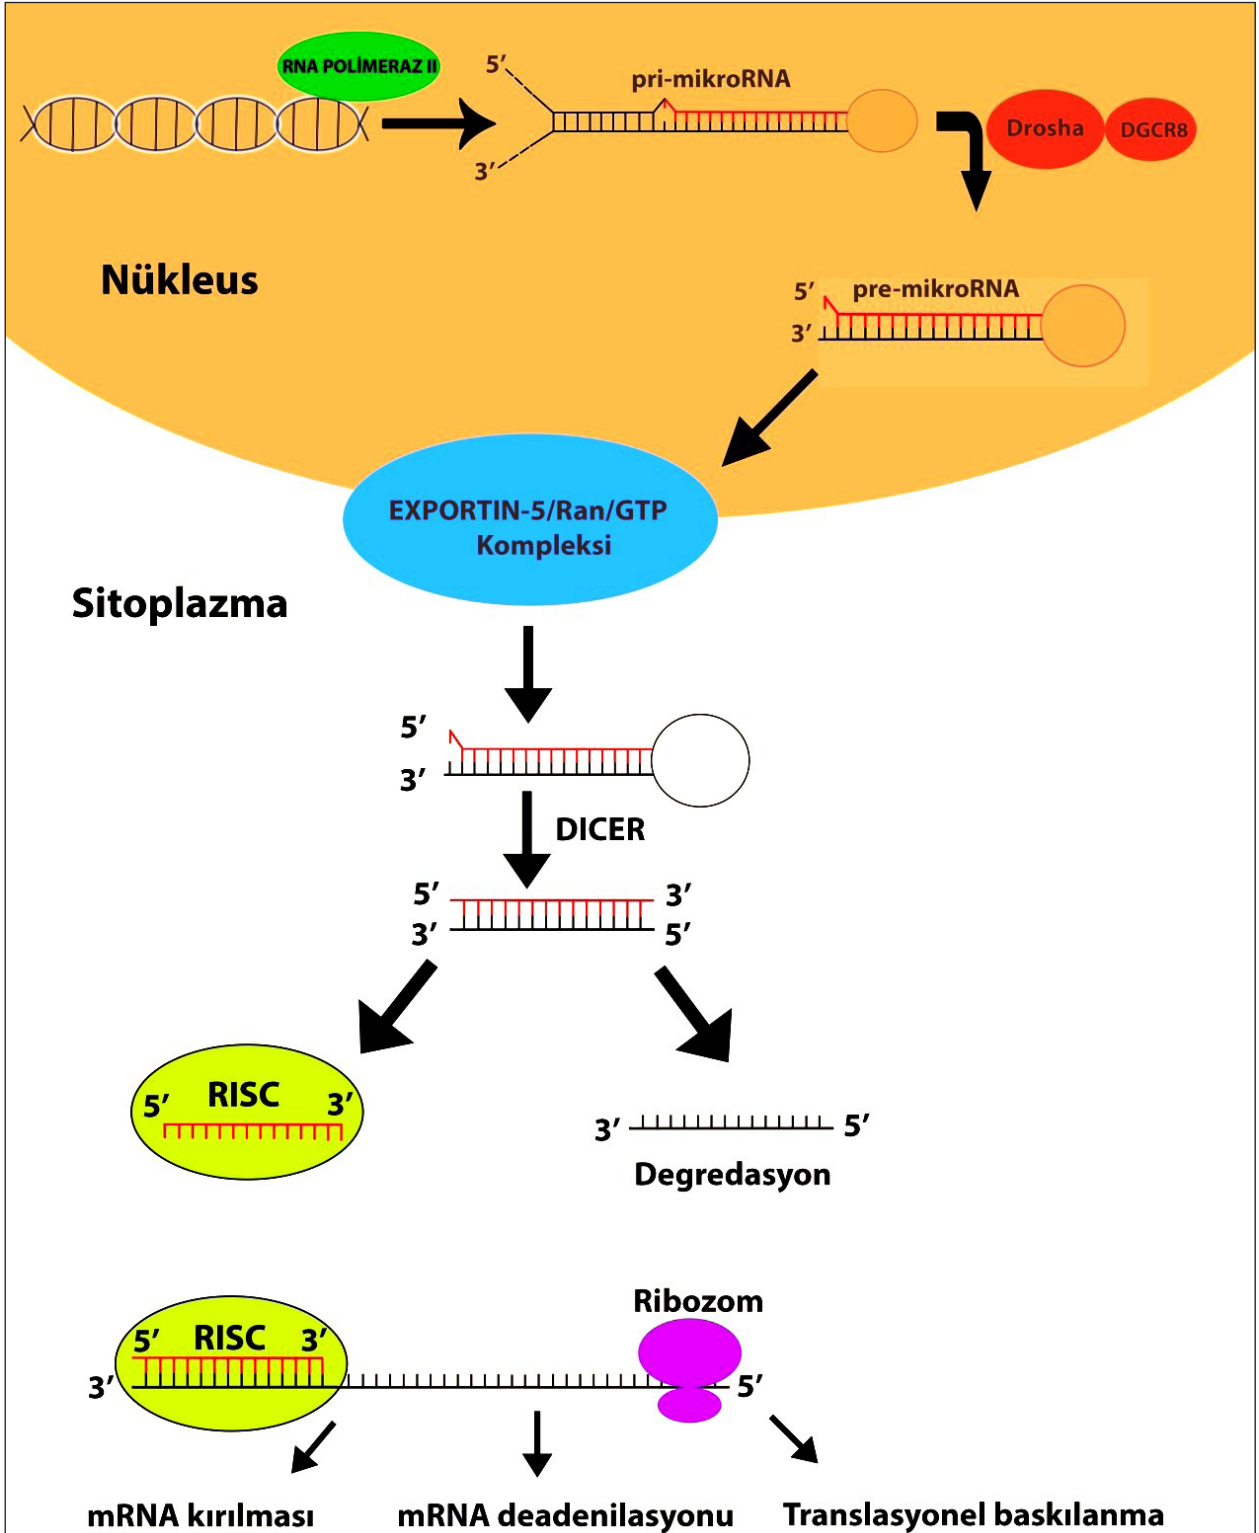 RNA POLİMERAZ II
5’
pri-mikroRNA
3’
Drosha
DGCR8
Nükleus
5’
pre-mikroRNA
3’
EXPORTIN-5/Ran/GTP
Kompleksi
Sitoplazma
5’
3’
DICER
5’ 3’
3’ 5’
5’ RISC 3’
3’ 5’
Degredasyon
Ribozom
5’ RISC 3’
3’ 5’
mRNA kırılması
mRNA deadenilasyonu
Translasyonel baskılanma